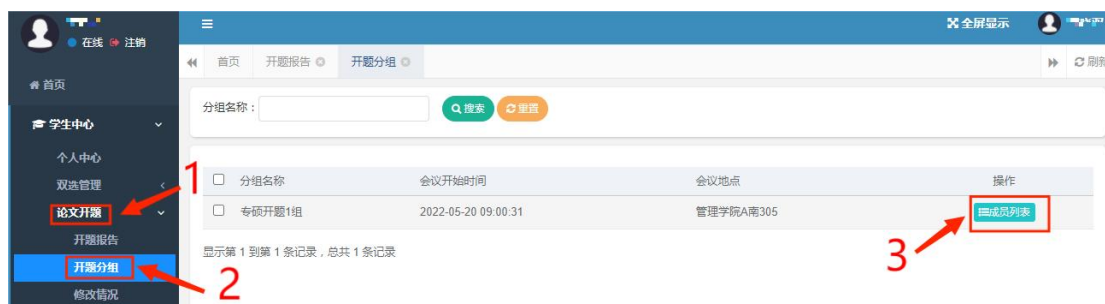 在线 注销
全屏显示
首页 开题报告 开题分组 刷新
首页
分组名称：
搜索 重置
学生中心
个人中心
双选管理
1
分组名称 会议开始时间 会议地点 操作
论文开题
专硕开题1组 2022-05-20 09:00:31 管理学院A南305 成员列表
开题报告
显示第 1 到第 1 条记录，总共 1 条记录
3
开题分组
2
修改情况